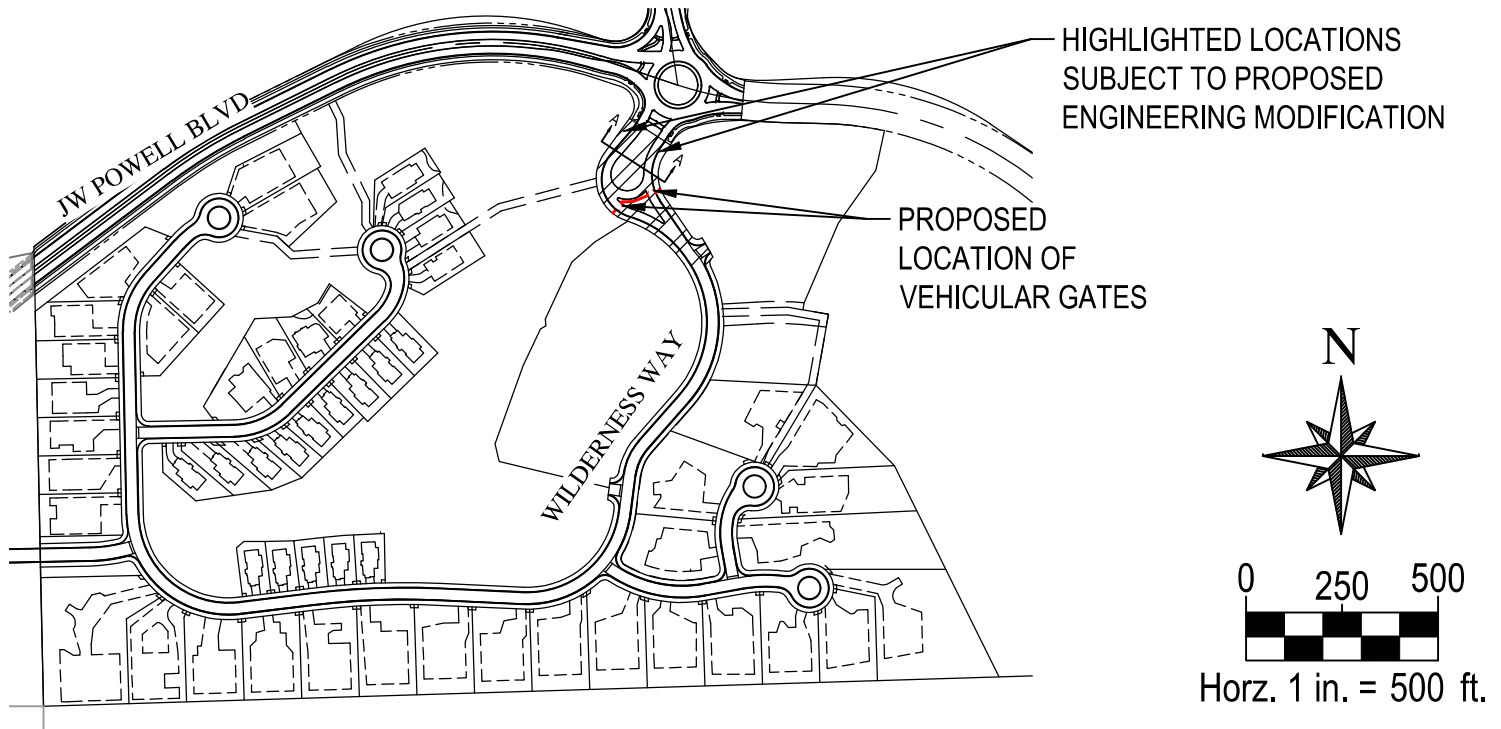 HIGHLIGHTED LOCATIONS
SUBJECT TO PROPOSED
ENGINEERING MODIFICATION
JW POWELL BLVD
A
A
PROPOSED
LOCATION OF
VEHICULAR GATES
WILDERNESS WAY
N
0 250 500
Horz. 1 in. = 500 ft.